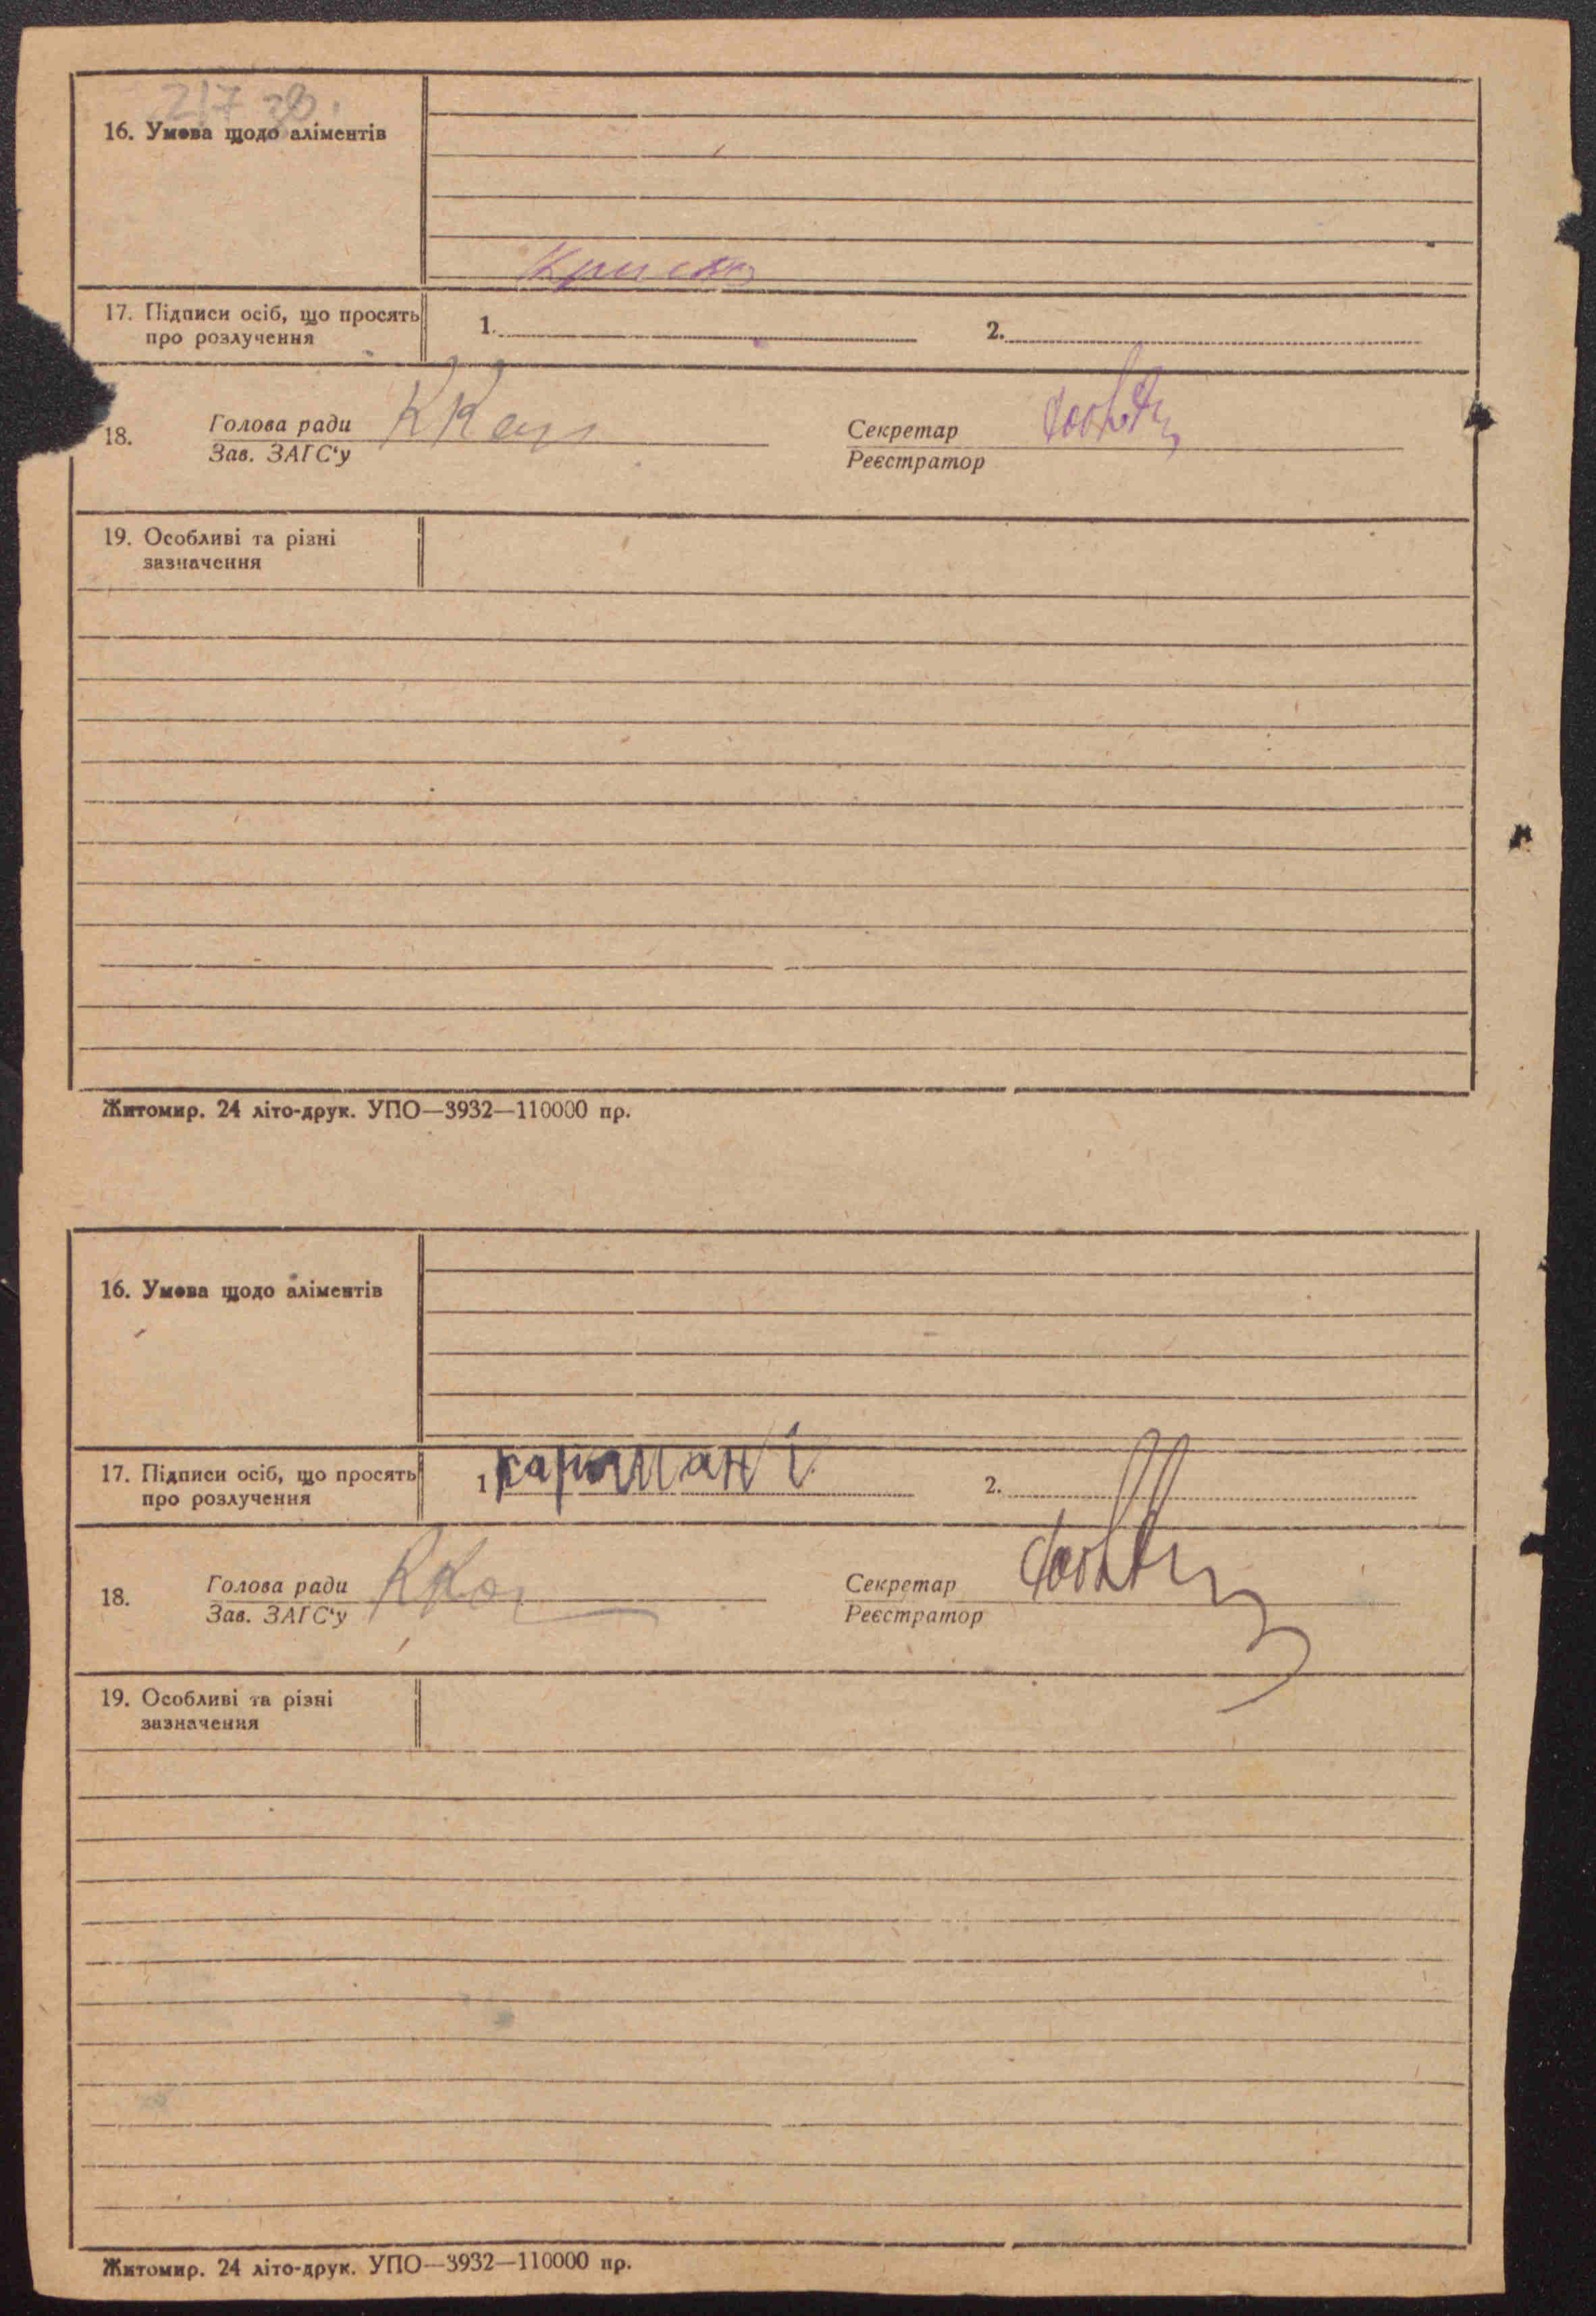 16. Умова щодо аліментів
17. Підписи осіб, що просять
про розлучення
1.
2.
18.
Голова ради
Зав. ЗАГС'у
Секретар
Реєстратор
19. Особливі та різні
зазначення
Житомир. 24 літо-друк. УПО—3932—110000 пр.
16. Умова щодо аліментів
17. Підписи осіб, що просять
про розлучення
1
2.
18.
Голова ради
Зав. ЗАГС'у
Секретар
Реєстратор
19. Особливі та різні
зазначення
Житомир. 24 літо-друк. УПО—3932—110000 пр.